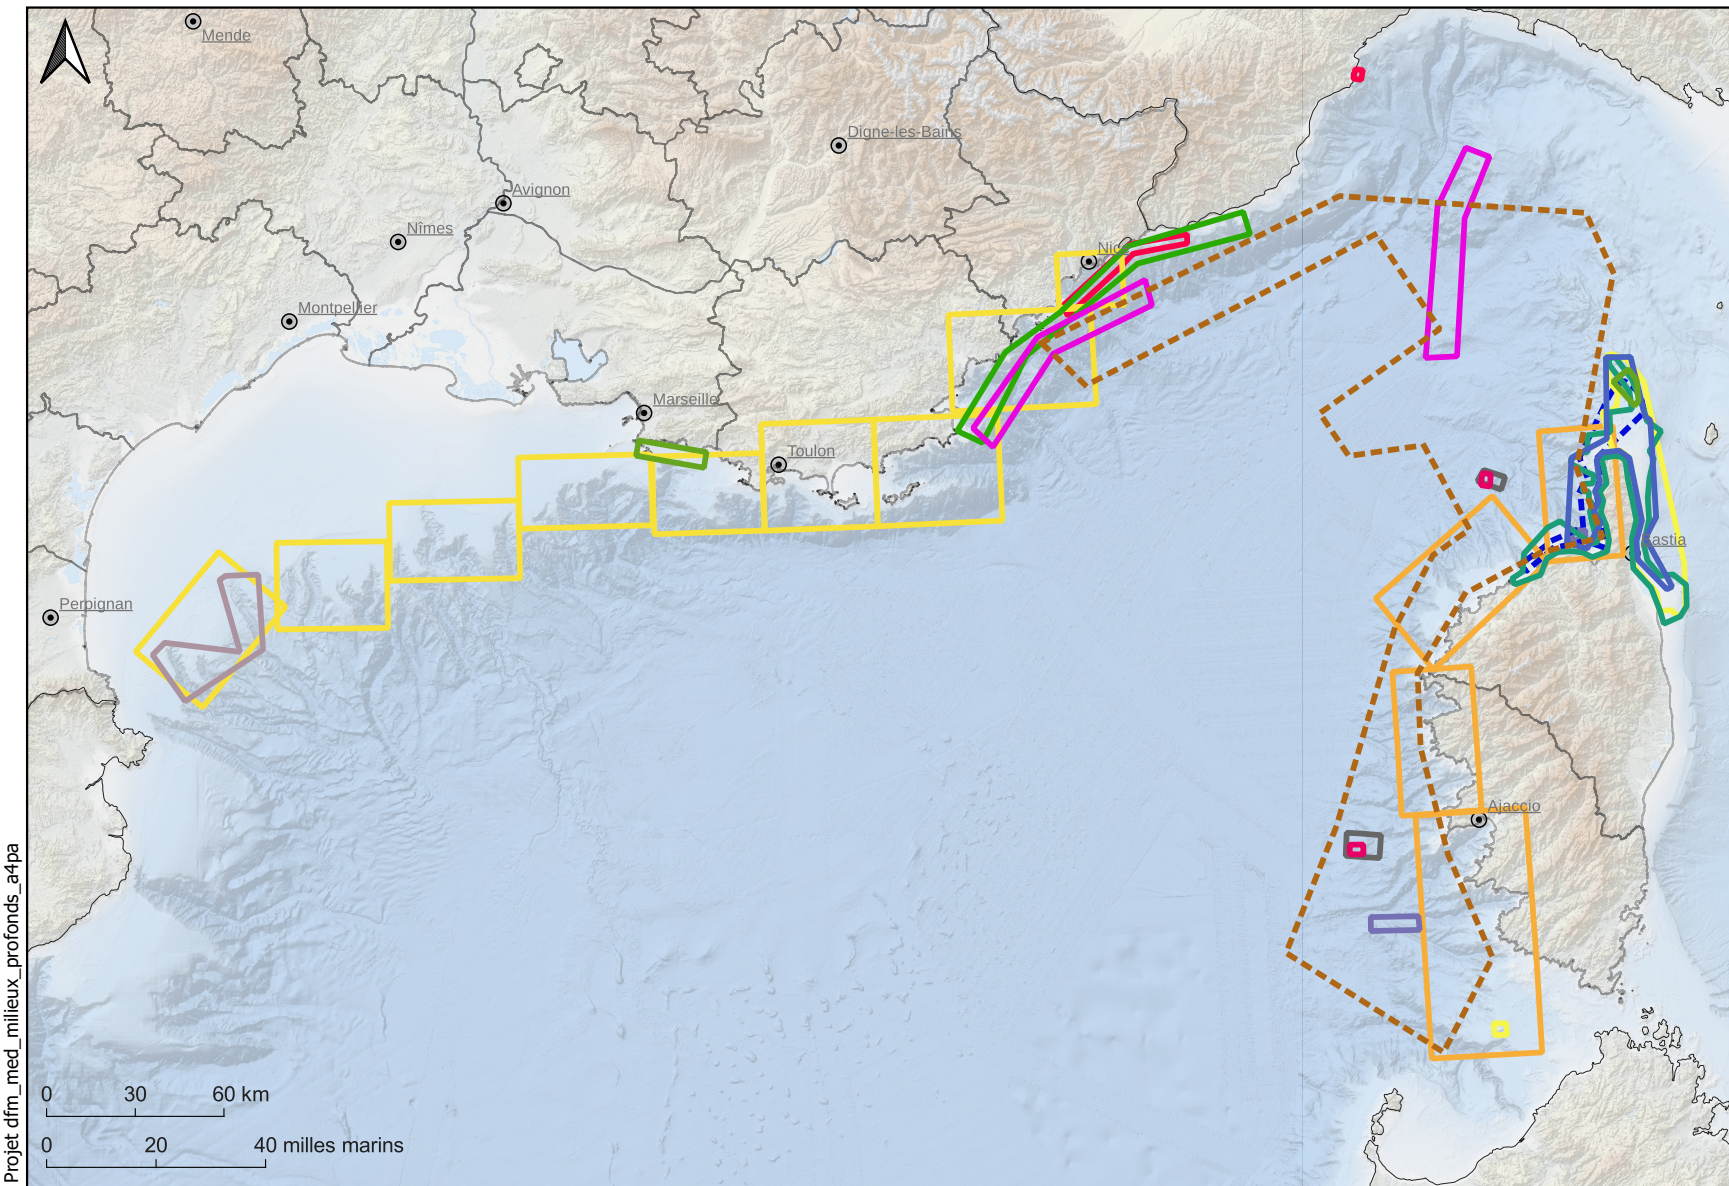 Mende
Digne-les-Bains
Avignon
Nîmes
Nice
Montpellier
Marseille
Toulon
Bastia
Perpignan
Ajaccio
0 30 60 km
0 20 40 milles marins
Projet dfm_med_milieux_profonds_a4pa